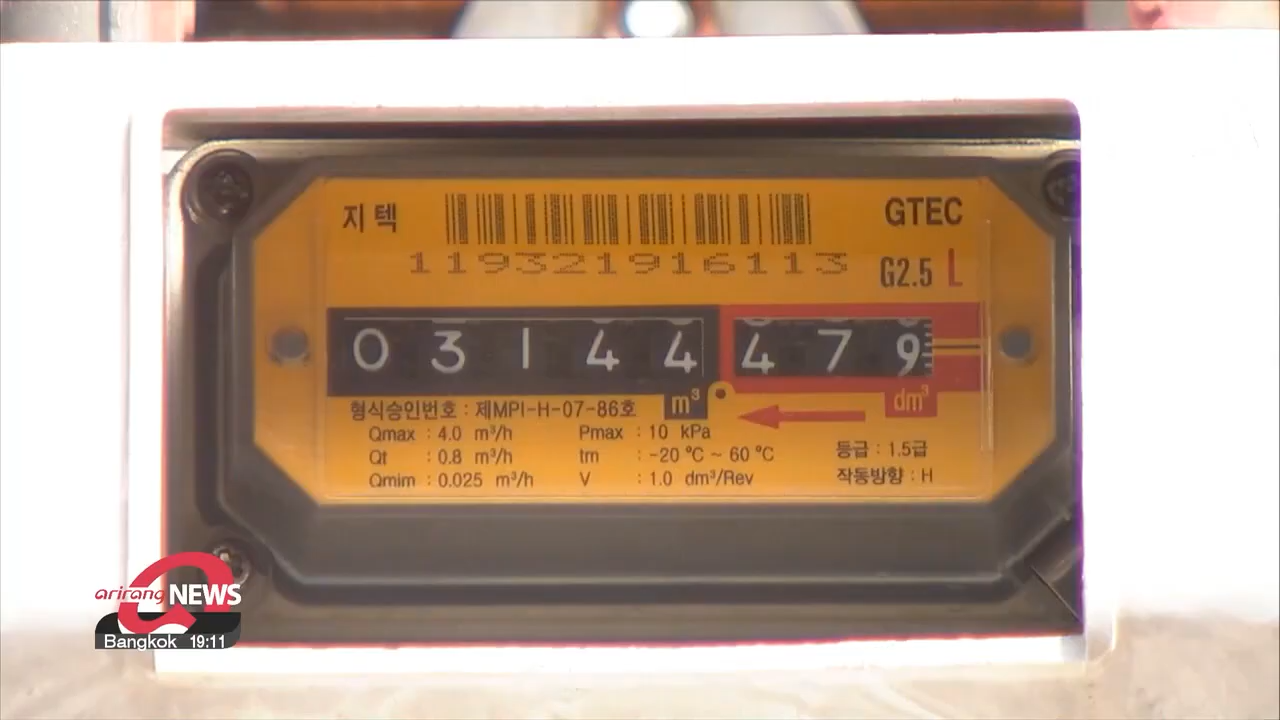 지텍
GTEC
119321916113
G2.5 L
03144 479
m³
dm³
형식승인번호 : 제MPI-H-07-86호
Qmax : 4.0 m³/h
Pmax : 10 kPa
Qt : 0.8 m³/h
tm : -20 °C ~ 60 °C
등급 : 1.5급
Qmim : 0.025 m³/h
V : 1.0 dm³/Rev
작동방향 : H
arirang NEWS
Bangkok 19:11